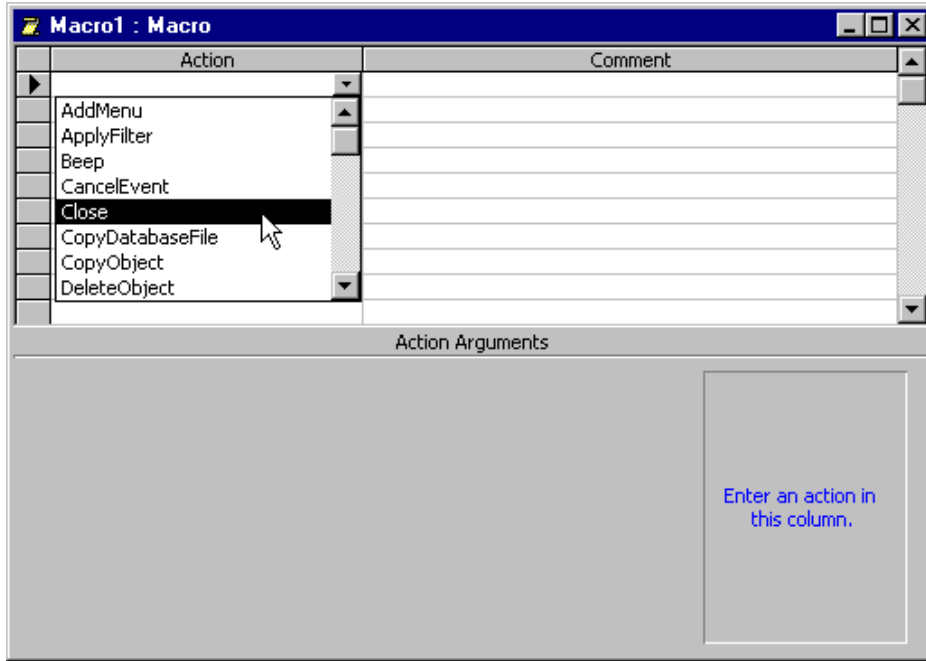 Macro1 : Macro
Action Comment
AddMenu
ApplyFilter
Beep
CancelEvent
Close
CopyDatabaseFile
CopyObject
DeleteObject
Action Arguments
Enter an action in
this column.